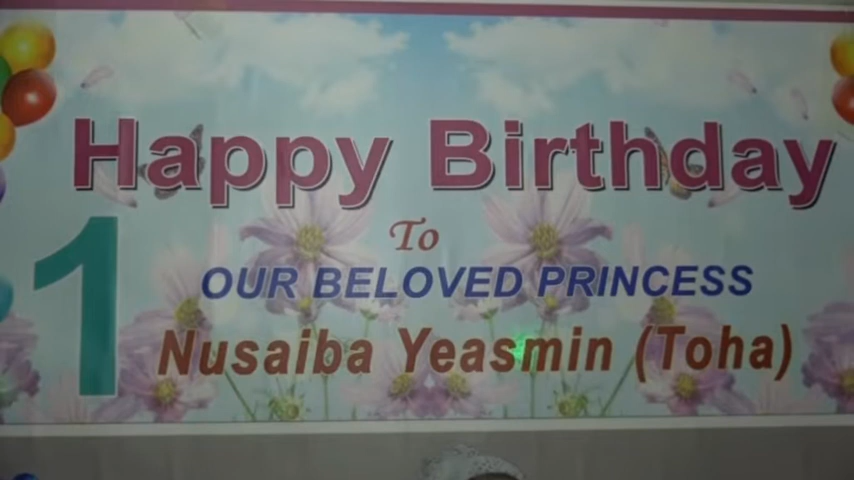 Happy Birthday
To
1
OUR BELOVED PRINCESS
Nusaiba Yeasmin (Toha)